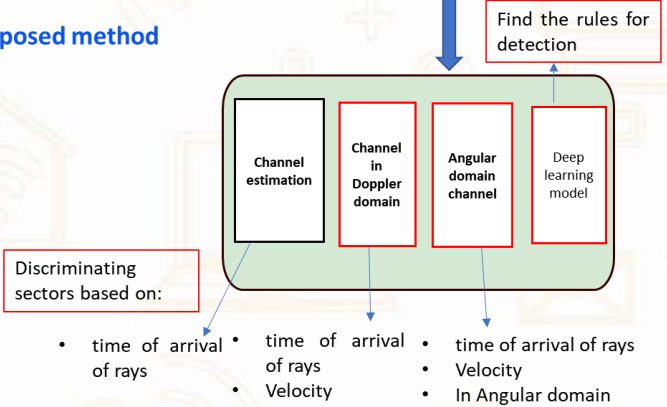 posed method
Find the rules for
detection
Channel
estimation
Channel
in
Doppler
domain
Angular
domain
channel
Deep
learning
model
Discriminating
sectors based on:
• time of arrival
of rays
• time of arrival
of rays
• Velocity
• time of arrival of rays
• Velocity
• In Angular domain